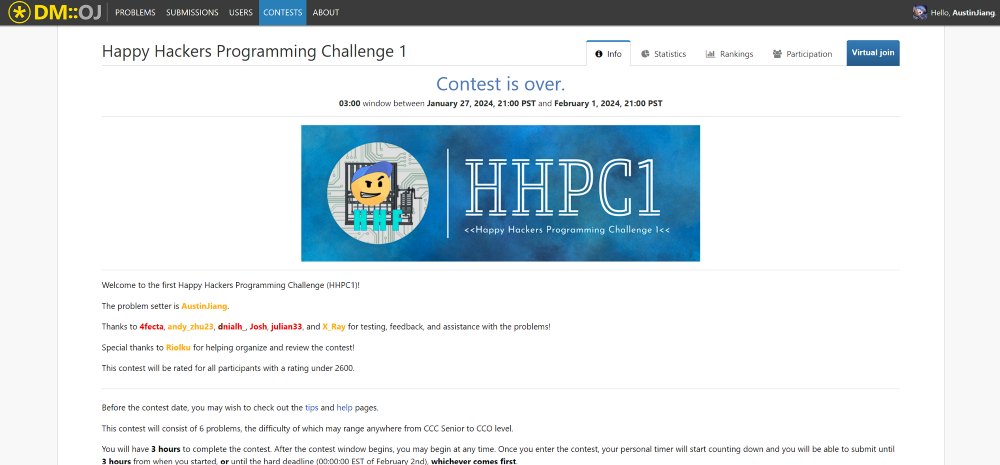 DM::OJ PROBLEMS SUBMISSIONS USERS CONTESTS ABOUT Hello, AustinJiang.
Happy Hackers Programming Challenge 1 Info Statistics Rankings Participation Virtual join
Contest is over.
03:00 window between January 27, 2024, 21:00 PST and February 1, 2024, 21:00 PST
HHF
HHPC1
<<Happy Hackers Programming Challenge 1<<
Welcome to the first Happy Hackers Programming Challenge (HHPC1)!
The problem setter is AustinJiang.
Thanks to 4fecta, andy_zhu23, dnialh_, Josh, julian33, and X_Ray for testing, feedback, and assistance with the problems!
Special thanks to Riolku for helping organize and review the contest!
This contest will be rated for all participants with a rating under 2600.
Before the contest date, you may wish to check out the tips and help pages.
This contest will consist of 6 problems, the difficulty of which may range anywhere from CCC Senior to CCO level.
You will have 3 hours to complete the contest. After the contest window begins, you may begin at any time. Once you enter the contest, your personal timer will start counting down and you will be able to submit until
3 hours from when you started, or until the hard deadline (00:00:00 EST of February 2nd), whichever comes first.